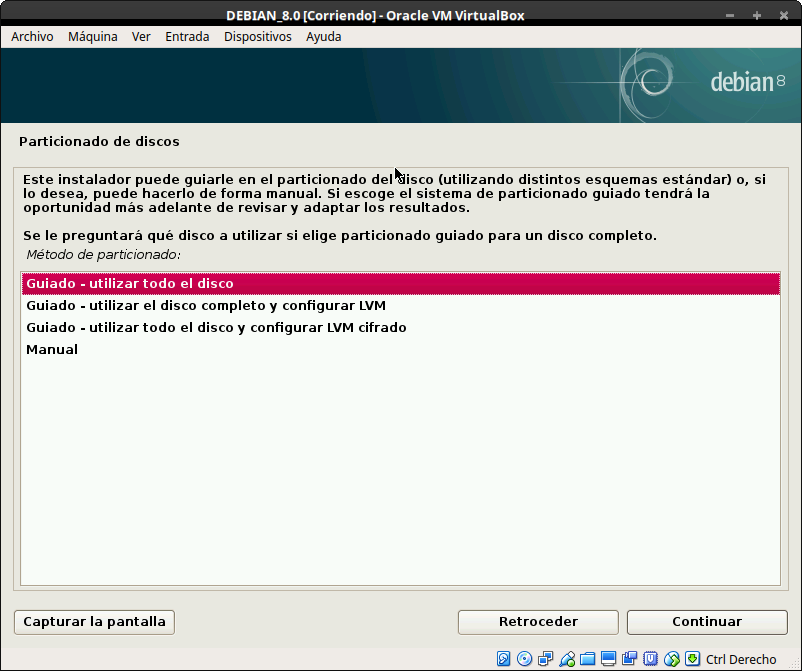 DEBIAN_8.0 [Corriendo] - Oracle VM VirtualBox
Archivo Máquina Ver Entrada Dispositivos Ayuda
debian 8
Particionado de discos
Este instalador puede guiarle en el particionado del disco (utilizando distintos esquemas estándar) o, si
lo desea, puede hacerlo de forma manual. Si escoge el sistema de particionado guiado tendrá la
oportunidad más adelante de revisar y adaptar los resultados.
Se le preguntará qué disco a utilizar si elige particionado guiado para un disco completo.
Método de particionado:
Guiado - utilizar todo el disco
Guiado - utilizar el disco completo y configurar LVM
Guiado - utilizar todo el disco y configurar LVM cifrado
Manual
Capturar la pantalla Retroceder Continuar
Ctrl Derecho